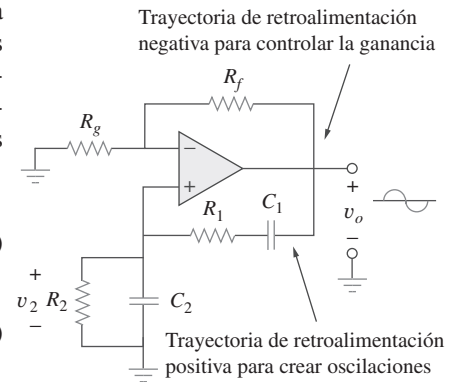 Trayectoria de retroalimentación
negativa para controlar la ganancia
R_f
R_g
−
+
R_1
C_1
+
v_o
−
+
v_2 R_2
−
C_2
Trayectoria de retroalimentación
positiva para crear oscilaciones